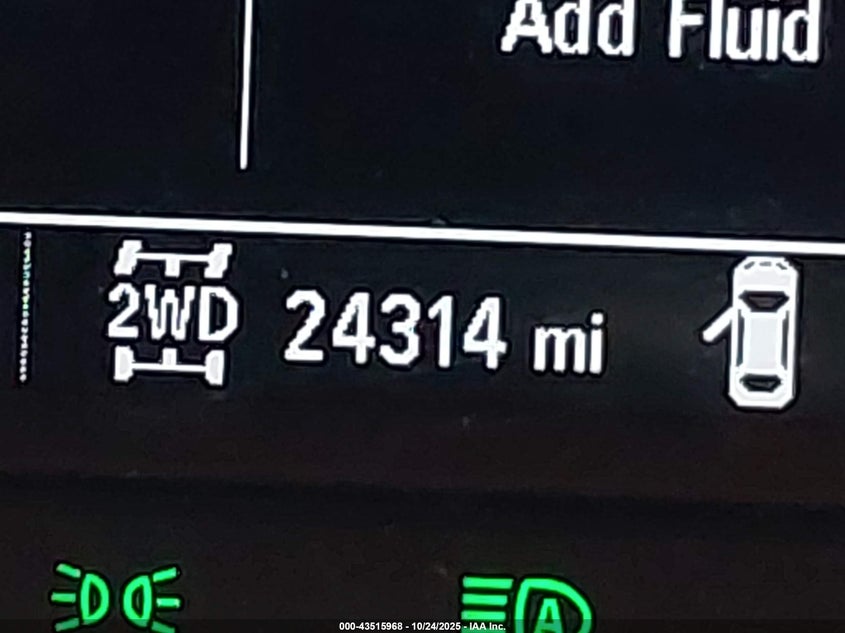 Add Fluid
2WD 24314 mi
A
000-43515968 - 10/24/2025 - IAA Inc.